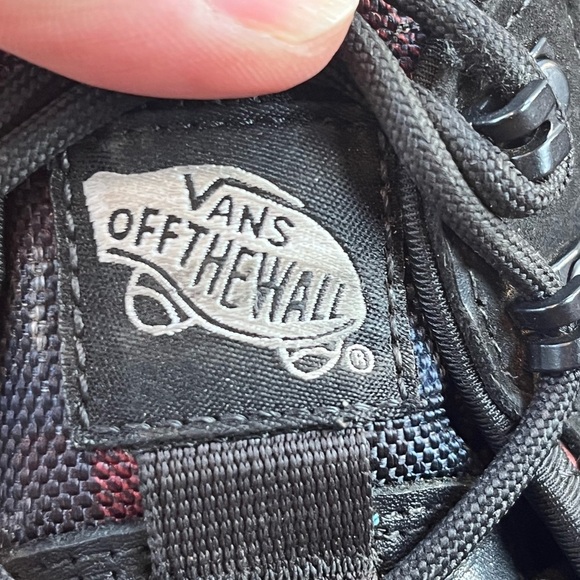 VANS
OFF THE WALL
®